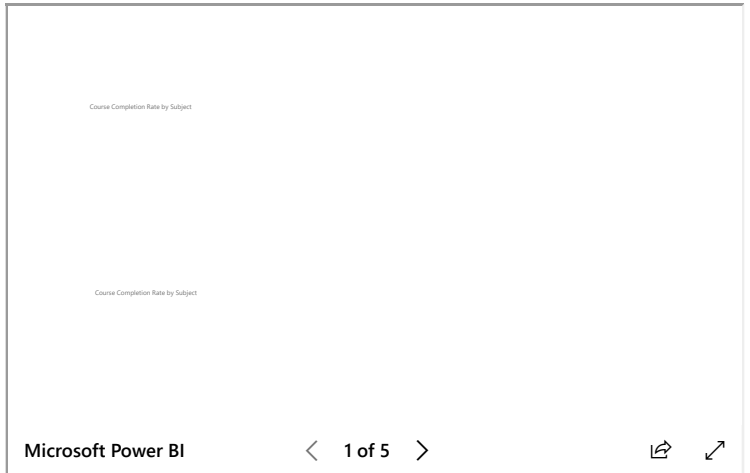 Course Completion Rate by Subject
Course Completion Rate by Subject
Microsoft Power BI
1 of 5